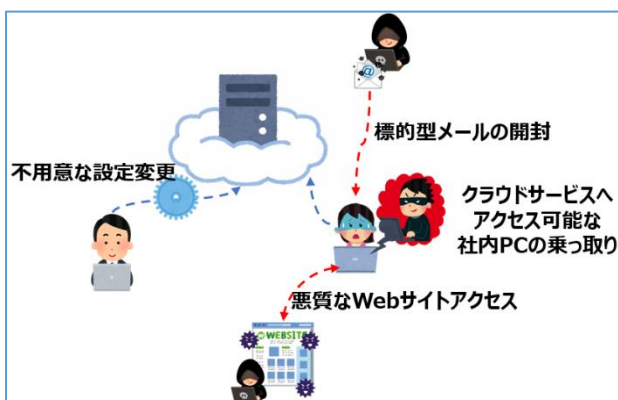 標的型メールの開封
不用意な設定変更
クラウドサービスへ
アクセス可能な
社内PCの乗っ取り
悪質なWebサイトアクセス
WEBSITE